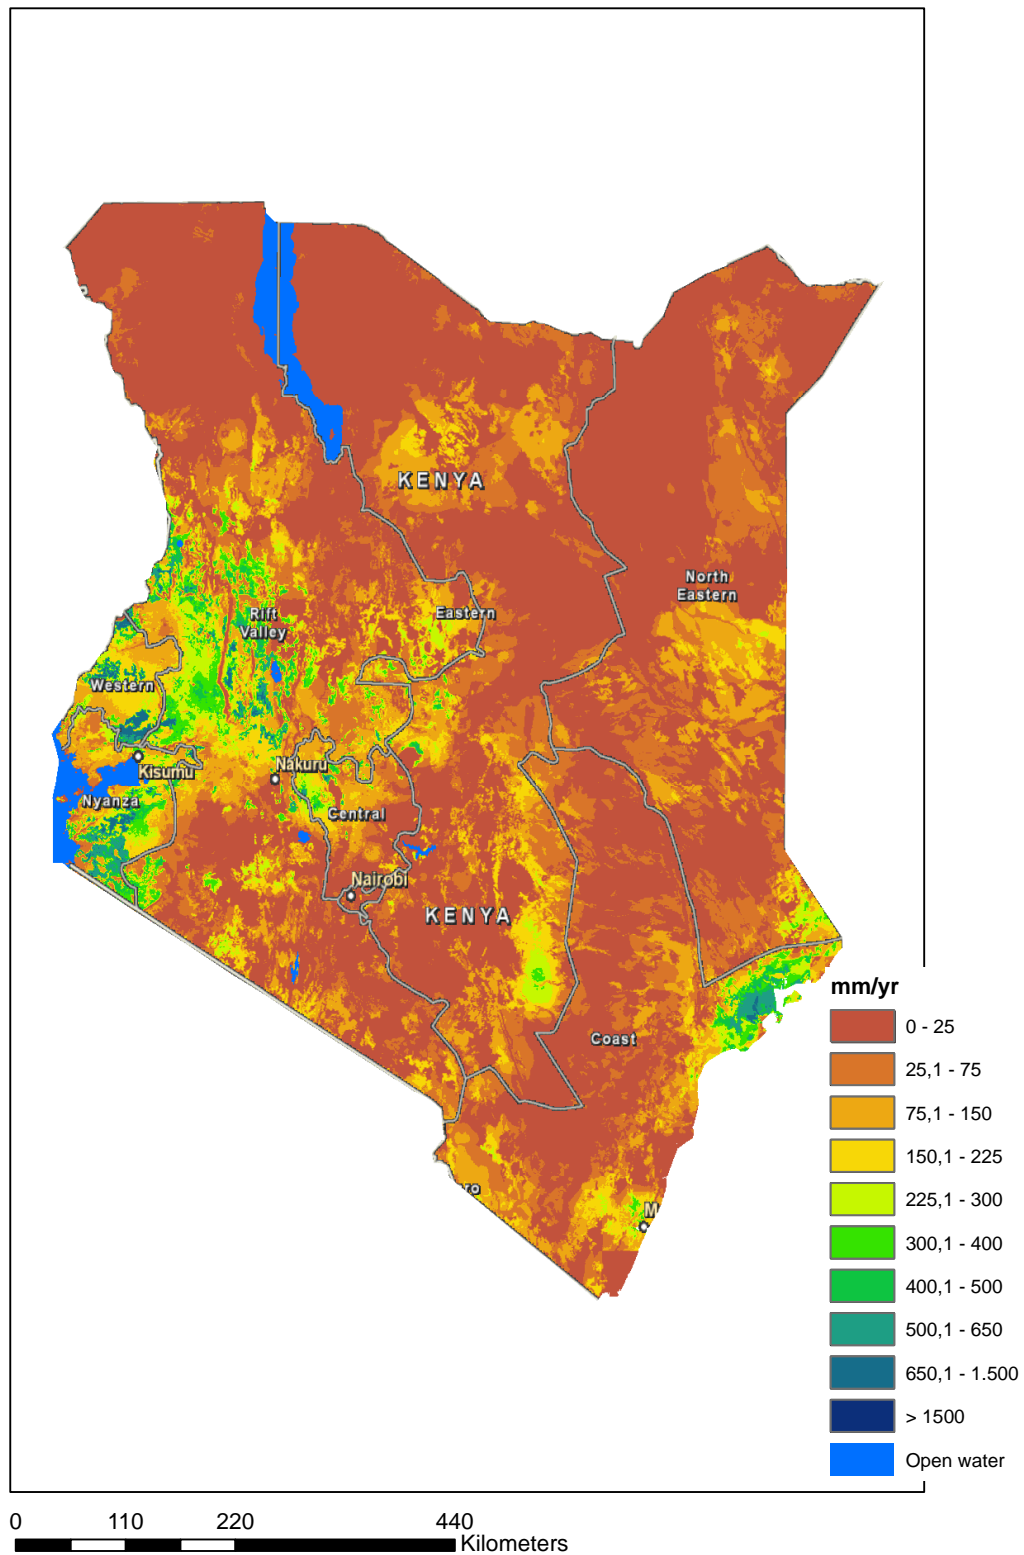 KENYA
North
Eastern
Rift
Valley
Eastern
Western
Kisumu
Nakuru
Nyanza
Central
Nairobi
KENYA
Coast
ro
M
mm/yr
0 - 25
25,1 - 75
75,1 - 150
150,1 - 225
225,1 - 300
300,1 - 400
400,1 - 500
500,1 - 650
650,1 - 1.500
> 1500
Open water
0 110 220 440
Kilometers